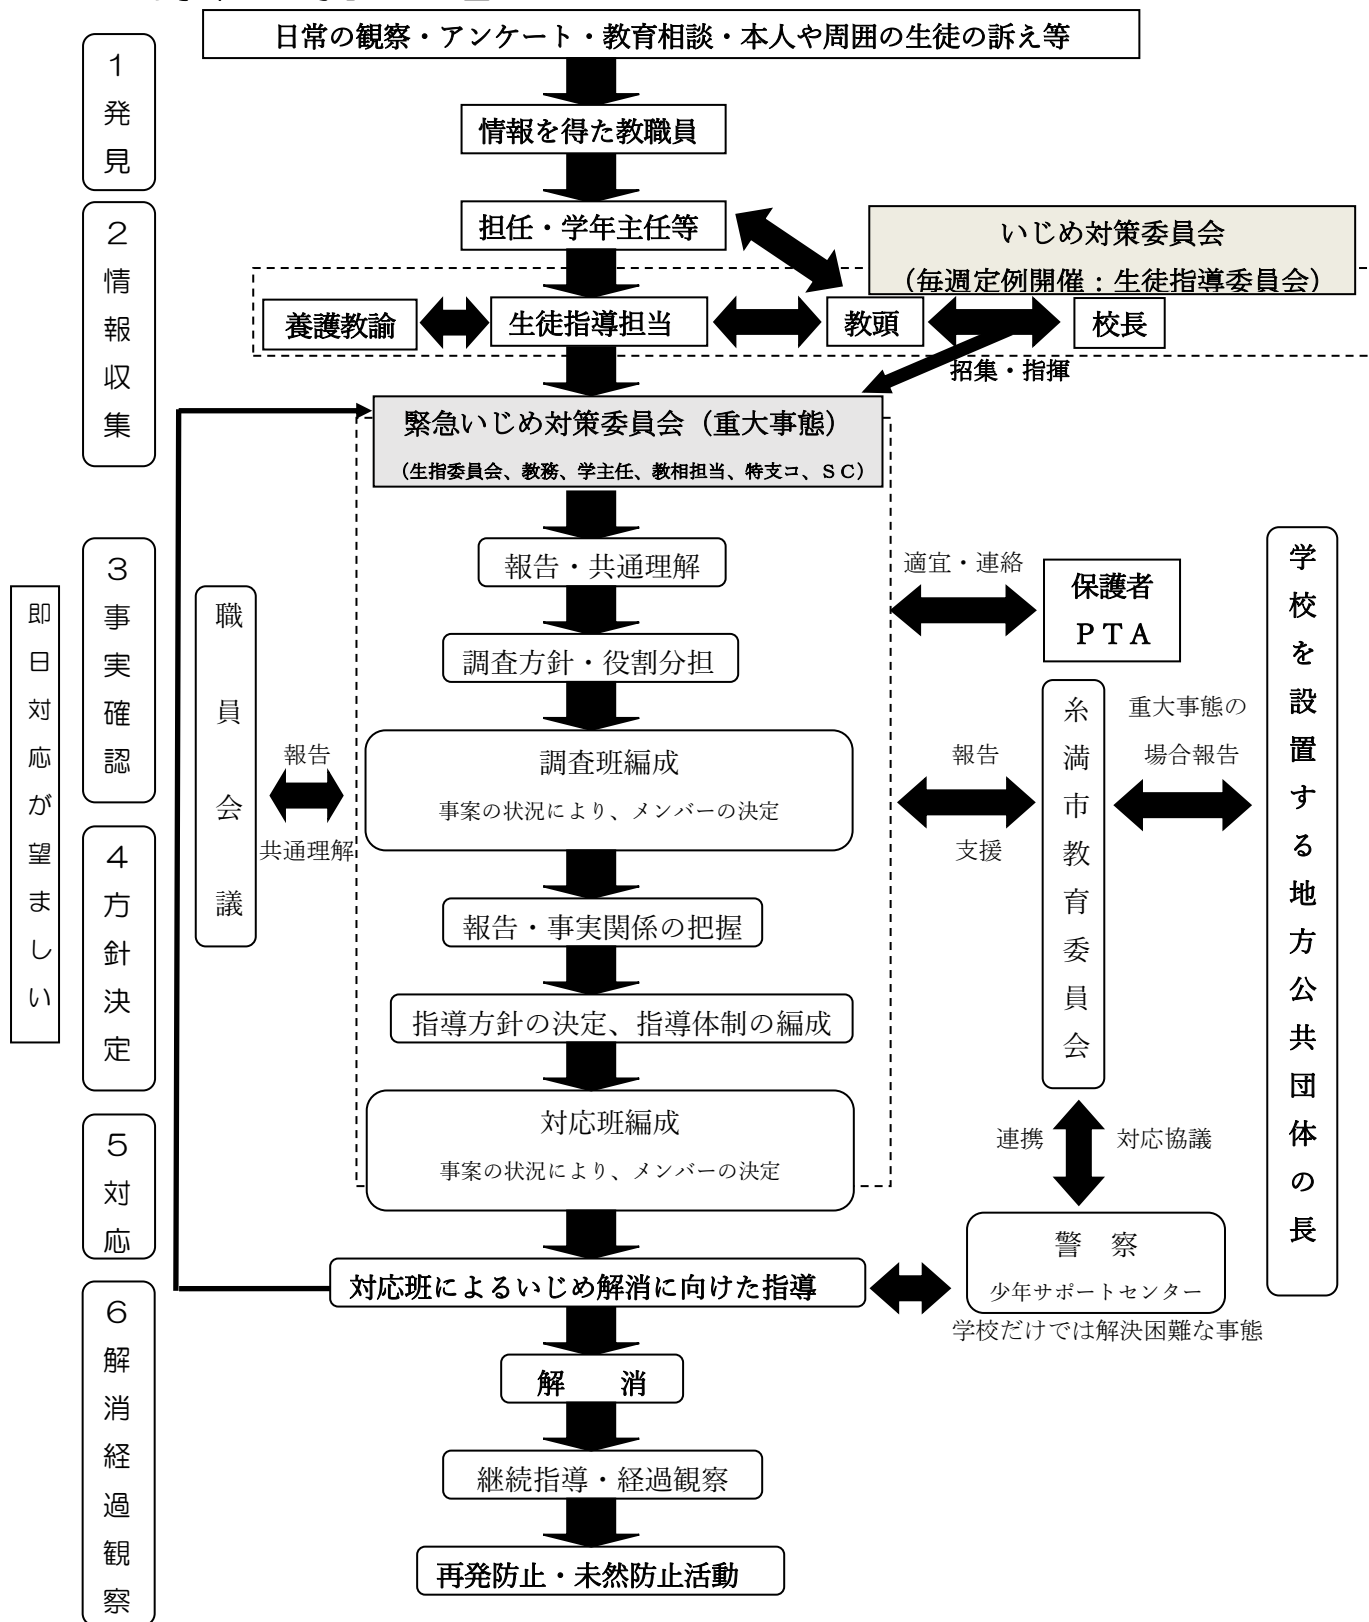 日常の観察・アンケート・教育相談・本人や周囲の生徒の訴え等
1発見
情報を得た教職員
2情報収集
担任・学年主任等
いじめ対策委員会
（毎週定例開催：生徒指導委員会）
養護教諭
生徒指導担当
教頭
校長
招集・指揮
緊急いじめ対策委員会（重大事態）
（生指委員会、教務、学主任、教相担当、特支コ、ＳＣ）
即日対応が望ましい
3事実確認
職員会議
報告・共通理解
適宜・連絡
保護者
ＰＴＡ
学校を設置する地方公共団体の長
調査方針・役割分担
報告
共通理解
調査班編成
事案の状況により、メンバーの決定
報告
支援
糸満市教育委員会
重大事態の
場合報告
4方針決定
報告・事実関係の把握
指導方針の決定、指導体制の編成
5対応
対応班編成
事案の状況により、メンバーの決定
連携
対応協議
警　察
少年サポートセンター
学校だけでは解決困難な事態
対応班によるいじめ解消に向けた指導
6解消経過観察
解　　消
継続指導・経過観察
再発防止・未然防止活動